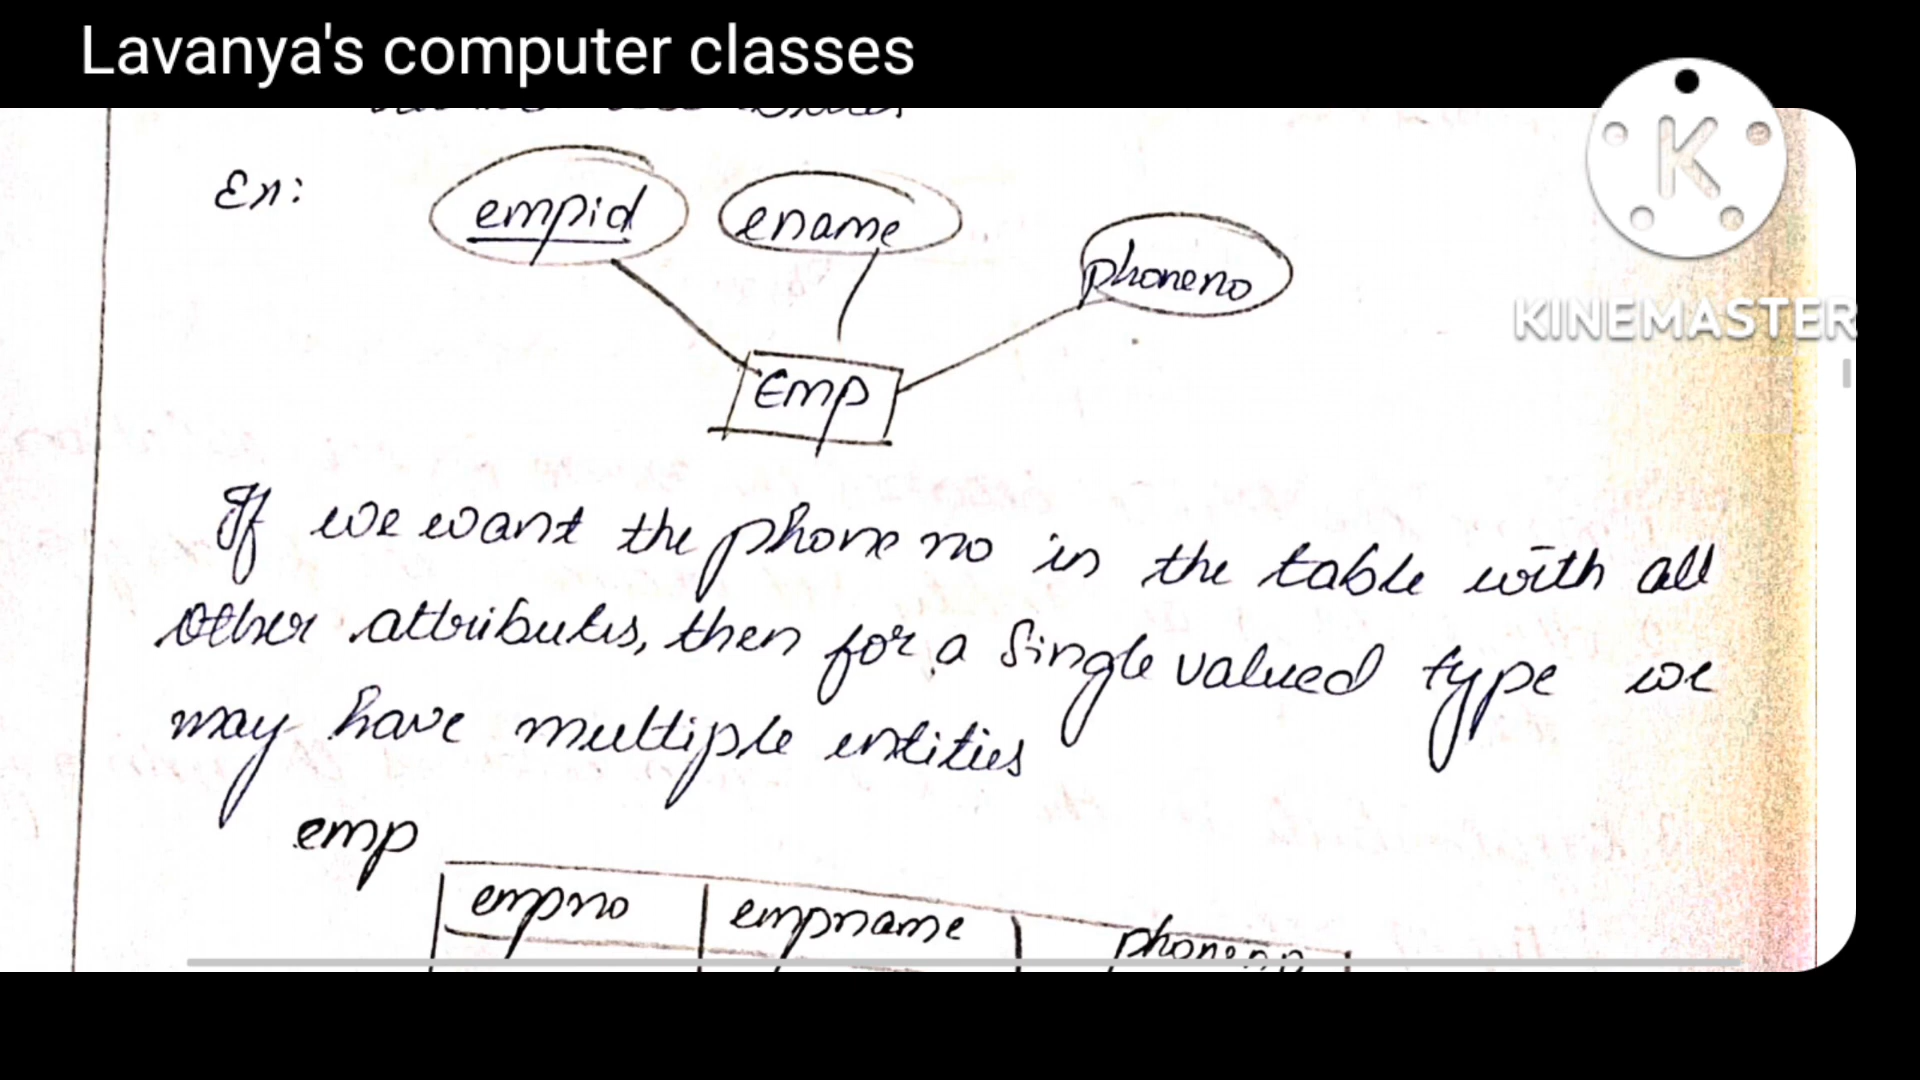 Lavanya's computer classes
Ex:
empid ename
phoneno
Emp
KINEMASTER
If we want the phone no in the table with all
other attributes, then for a single valued type we
may have multiple entities
emp
empno empname phoneno